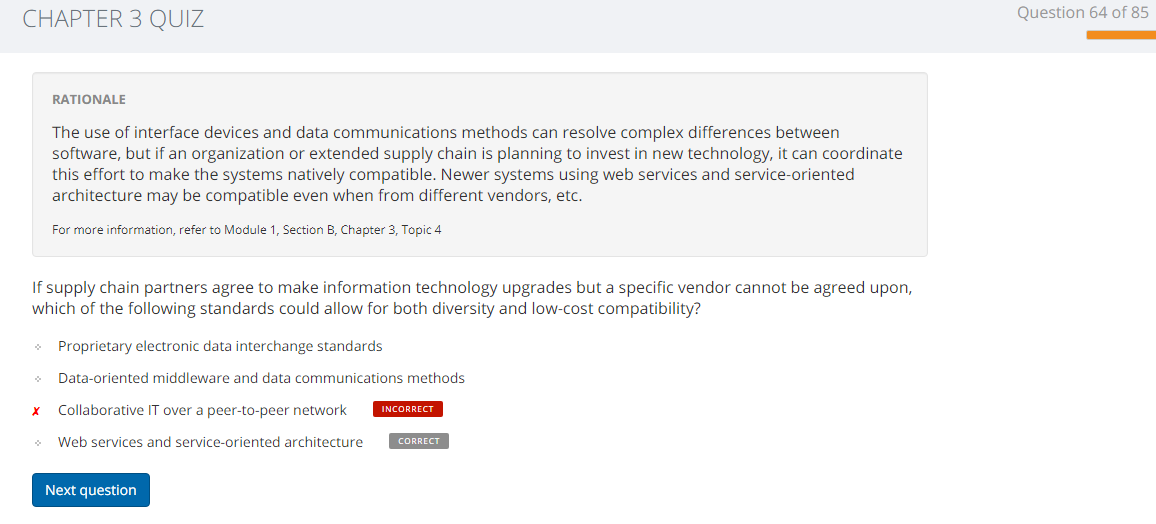 CHAPTER 3 QUIZ
Question 64 of 85
RATIONALE
The use of interface devices and data communications methods can resolve complex differences between
software, but if an organization or extended supply chain is planning to invest in new technology, it can coordinate
this effort to make the systems natively compatible. Newer systems using web services and service-oriented
architecture may be compatible even when from different vendors, etc.
For more information, refer to Module 1, Section B, Chapter 3, Topic 4
If supply chain partners agree to make information technology upgrades but a specific vendor cannot be agreed upon,
which of the following standards could allow for both diversity and low-cost compatibility?
Proprietary electronic data interchange standards
Data-oriented middleware and data communications methods
✗ Collaborative IT over a peer-to-peer network INCORRECT
Web services and service-oriented architecture CORRECT
Next question